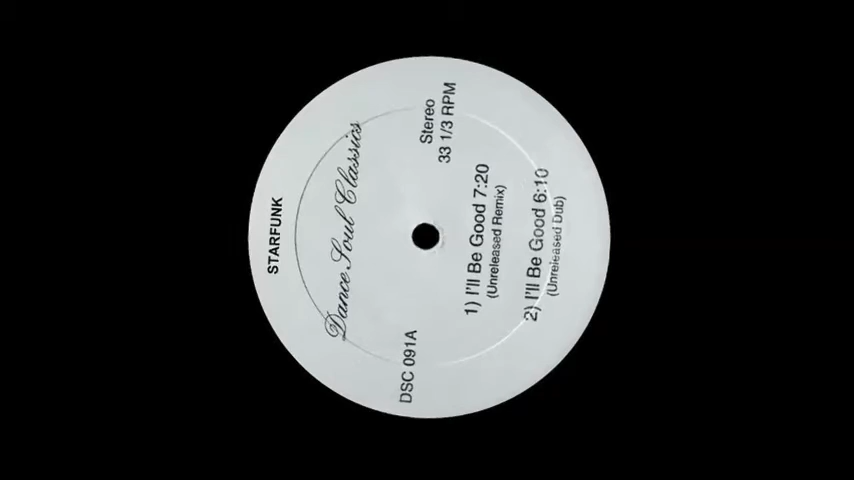 STARFUNK
Dance Soul Classics
Stereo
33 1/3 RPM
DSC 091A
1) I'll Be Good 7:20
(Unreleased Remix)
2) I'll Be Good 6:10
(Unreleased Dub)